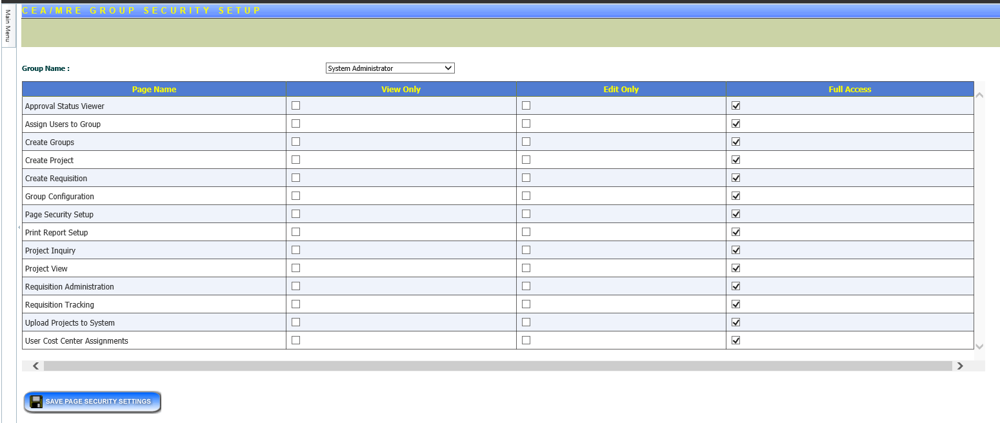 Main Menu
CEA/MRE GROUP SECURITY SETUP
Group Name :
System Administrator
Page Name View Only Edit Only Full Access
Approval Status Viewer
Assign Users to Group
Create Groups
Create Project
Create Requisition
Group Configuration
Page Security Setup
Print Report Setup
Project Inquiry
Project View
Requisition Administration
Requisition Tracking
Upload Projects to System
User Cost Center Assignments
SAVE PAGE SECURITY SETTINGS